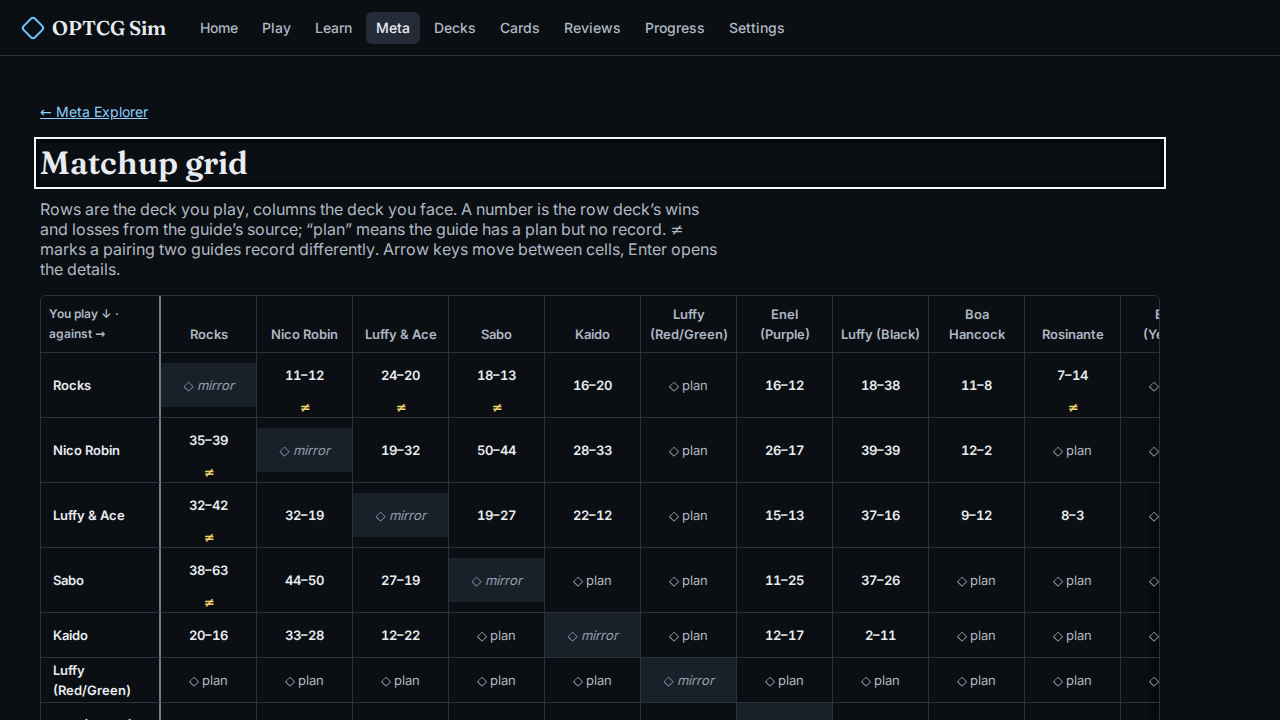 OPTCG Sim Home Play Learn Meta Decks Cards Reviews Progress Settings
← Meta Explorer
Matchup grid
Rows are the deck you play, columns the deck you face. A number is the row deck’s wins
and losses from the guide’s source; “plan” means the guide has a plan but no record. ≠
marks a pairing two guides record differently. Arrow keys move between cells, Enter opens
the details.
You play ↓ ·
against →
Rocks
Nico Robin
Luffy & Ace
Sabo
Kaido
Luffy
(Red/Green)
Enel
(Purple)
Luffy (Black)
Boa
Hancock
Rosinante
Rocks ◇ mirror 11–12 ≠ 24–20 ≠ 18–13 ≠ 16–20 ◇ plan 16–12 18–38 11–8 7–14 ≠ ◇
Nico Robin 35–39 ≠ ◇ mirror 19–32 50–44 28–33 ◇ plan 26–17 39–39 12–2 ◇ plan ◇
Luffy & Ace 32–42 ≠ 32–19 ◇ mirror 19–27 22–12 ◇ plan 15–13 37–16 9–12 8–3 ◇
Sabo 38–63 ≠ 44–50 27–19 ◇ mirror ◇ plan ◇ plan 11–25 37–26 ◇ plan ◇ plan ◇
Kaido 20–16 33–28 12–22 ◇ plan ◇ mirror ◇ plan 12–17 2–11 ◇ plan ◇ plan ◇
Luffy
(Red/Green) ◇ plan ◇ plan ◇ plan ◇ plan ◇ plan ◇ mirror ◇ plan ◇ plan ◇ plan ◇ plan ◇